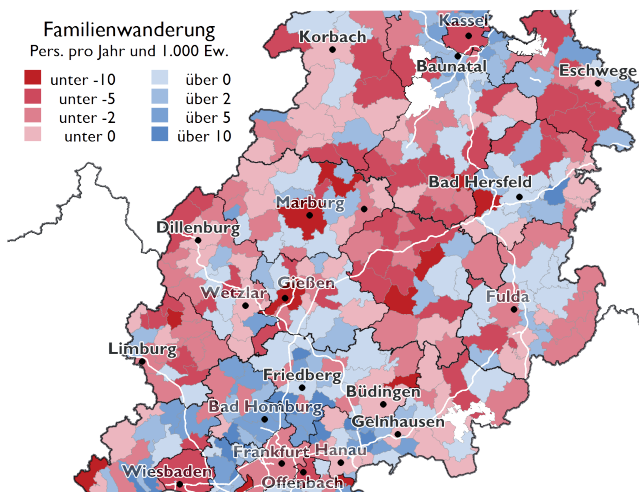 Familienwanderung
Pers. pro Jahr und 1.000 Ew.
unter -10
über 0
unter -5
über 2
unter -2
über 5
unter 0
über 10
Kassel
Korbach
Baunatal
Eschwege
Bad Hersfeld
Marburg
Dillenburg
Gießen
Wetzlar
Fulda
Limburg
Friedberg
Büdingen
Bad Homburg
Gelnhausen
Frankfurt
Hanau
Wiesbaden
Offenbach